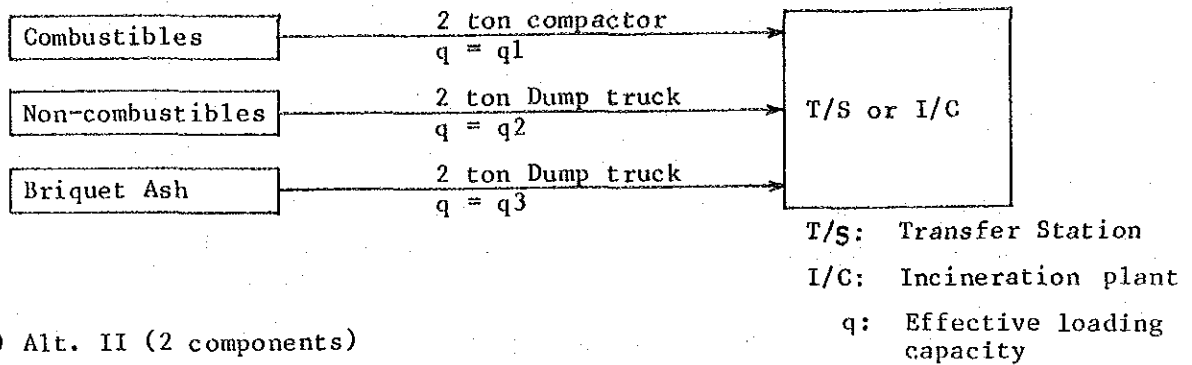 Combustibles
2 ton compactor
q = q1
Non-combustibles
2 ton Dump truck
q = q2
Briquet Ash
2 ton Dump truck
q = q3
T/S or I/C
T/S: Transfer Station
I/C: Incineration plant
q: Effective loading
capacity
) Alt. II (2 components)